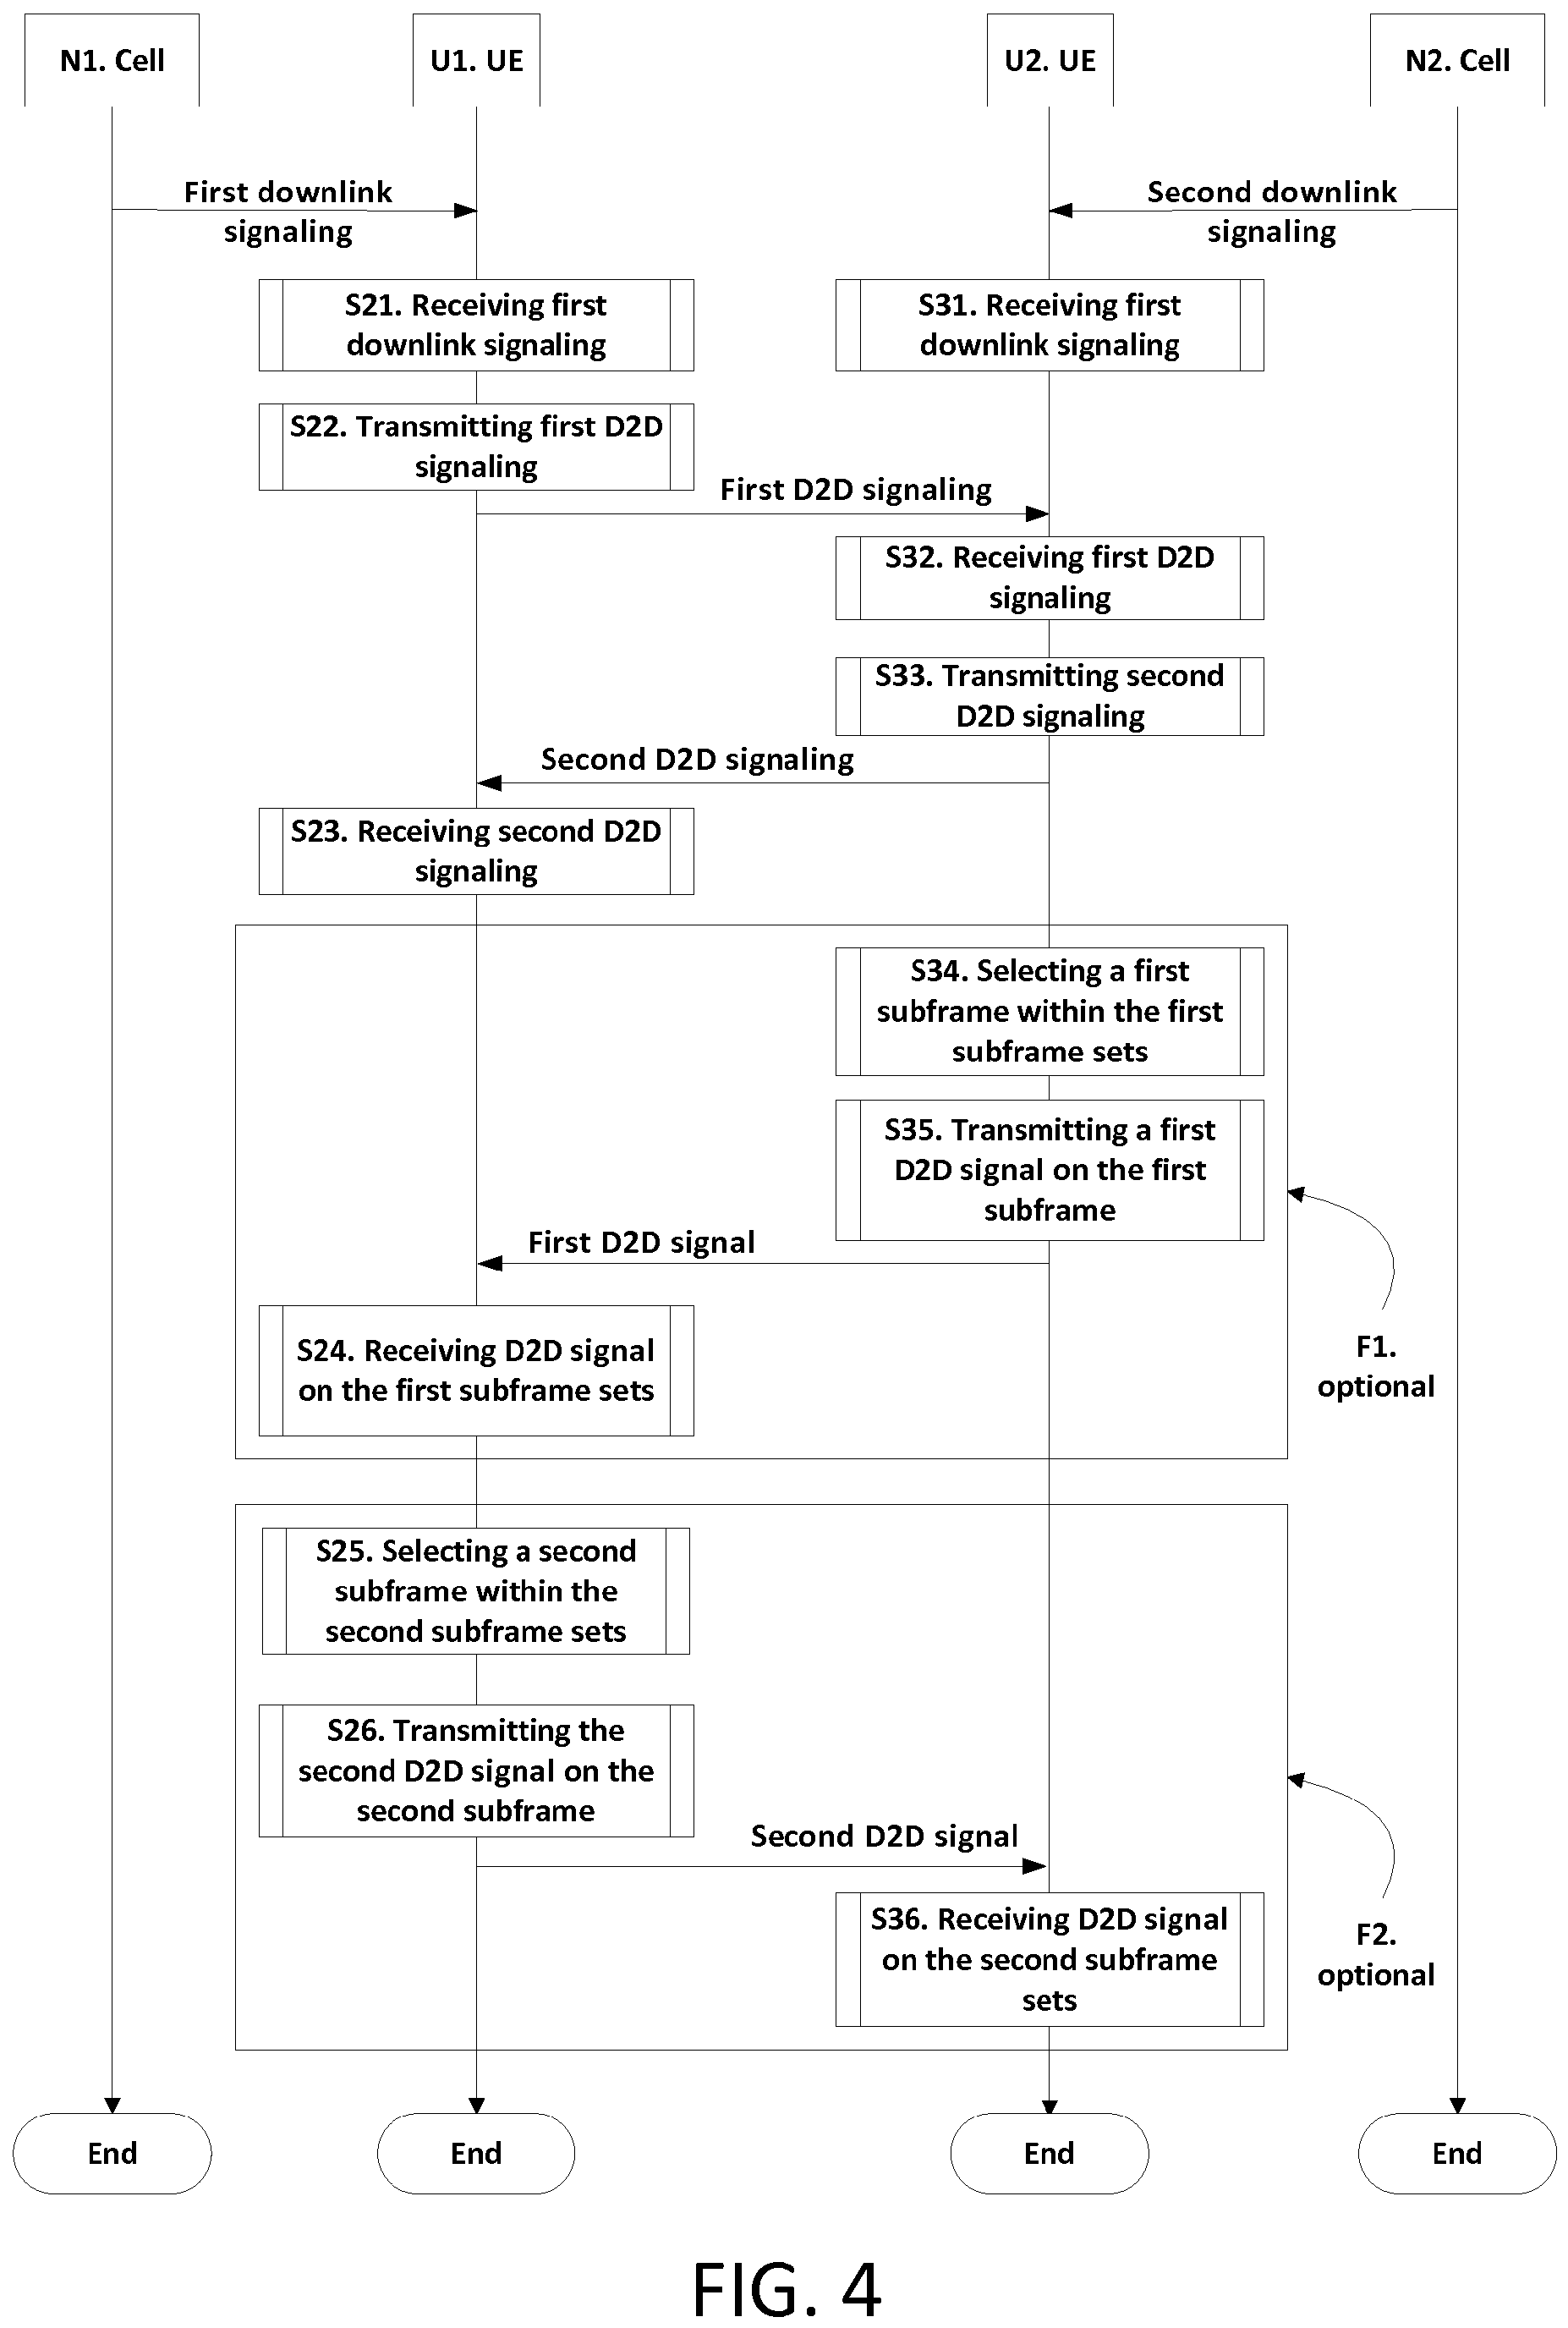 N1. Cell
U1. UE
U2. UE
N2. Cell
First downlink
signaling
Second downlink
signaling
S21. Receiving first
downlink signaling
S31. Receiving first
downlink signaling
S22. Transmitting first D2D
signaling
First D2D signaling
S32. Receiving first D2D
signaling
S33. Transmitting second
D2D signaling
Second D2D signaling
S23. Receiving second D2D
signaling
S34. Selecting a first
subframe within the first
subframe sets
S35. Transmitting a first
D2D signal on the first
subframe
First D2D signal
S24. Receiving D2D signal
on the first subframe sets
F1.
optional
S25. Selecting a second
subframe within the
second subframe sets
S26. Transmitting the
second D2D signal on the
second subframe
Second D2D signal
S36. Receiving D2D signal
on the second subframe
sets
F2.
optional
End
End
End
End
FIG. 4